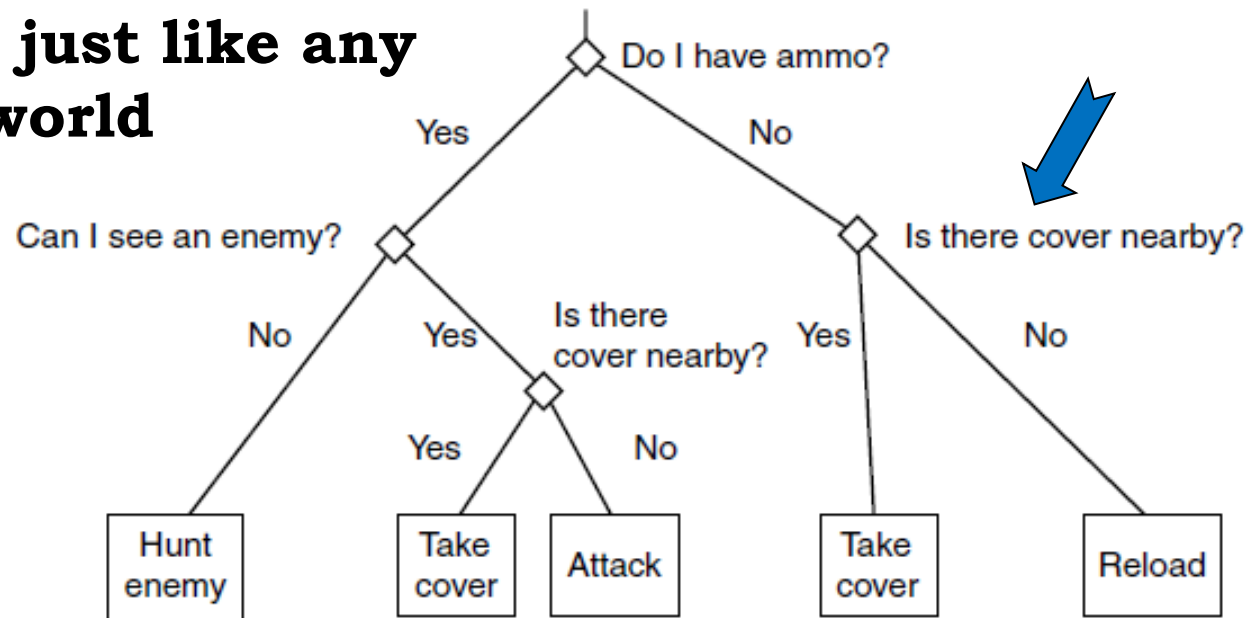 just like any
world
Do I have ammo?
Yes
No
Can I see an enemy?
Is there cover nearby?
No
Yes
Is there
cover nearby?
Yes
No
Yes
No
Hunt
enemy
Take
cover
Attack
Take
cover
Reload